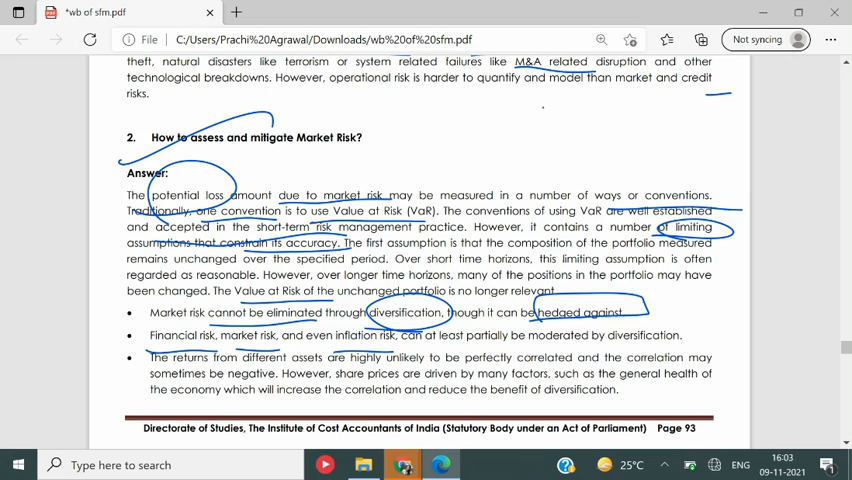 *wb of sfm.pdf
File C:/Users/Prachi%20Agrawal/Downloads/wb%20of%20sfm.pdf Not syncing
theft, natural disasters like terrorism or system related failures like M&A related disruption and other
technological breakdowns. However, operational risk is harder to quantify and model than market and credit
risks.
2. How to assess and mitigate Market Risk?
Answer:
The potential loss amount due to market risk may be measured in a number of ways or conventions.
Traditionally, one convention is to use Value at Risk (VaR). The conventions of using VaR are well established
and accepted in the short-term risk management practice. However, it contains a number of limiting
assumptions that constrain its accuracy. The first assumption is that the composition of the portfolio measured
remains unchanged over the specified period. Over short time horizons, this limiting assumption is often
regarded as reasonable. However, over longer time horizons, many of the positions in the portfolio may have
been changed. The Value at Risk of the unchanged portfolio is no longer relevant.
• Market risk cannot be eliminated through diversification, though it can be hedged against.
• Financial risk, market risk, and even inflation risk, can at least partially be moderated by diversification.
• The returns from different assets are highly unlikely to be perfectly correlated and the correlation may
sometimes be negative. However, share prices are driven by many factors, such as the general health of
the economy which will increase the correlation and reduce the benefit of diversification.
Directorate of Studies, The Institute of Cost Accountants of India (Statutory Body under an Act of Parliament) Page 93
Type here to search 25°C ENG 16:03
09-11-2021